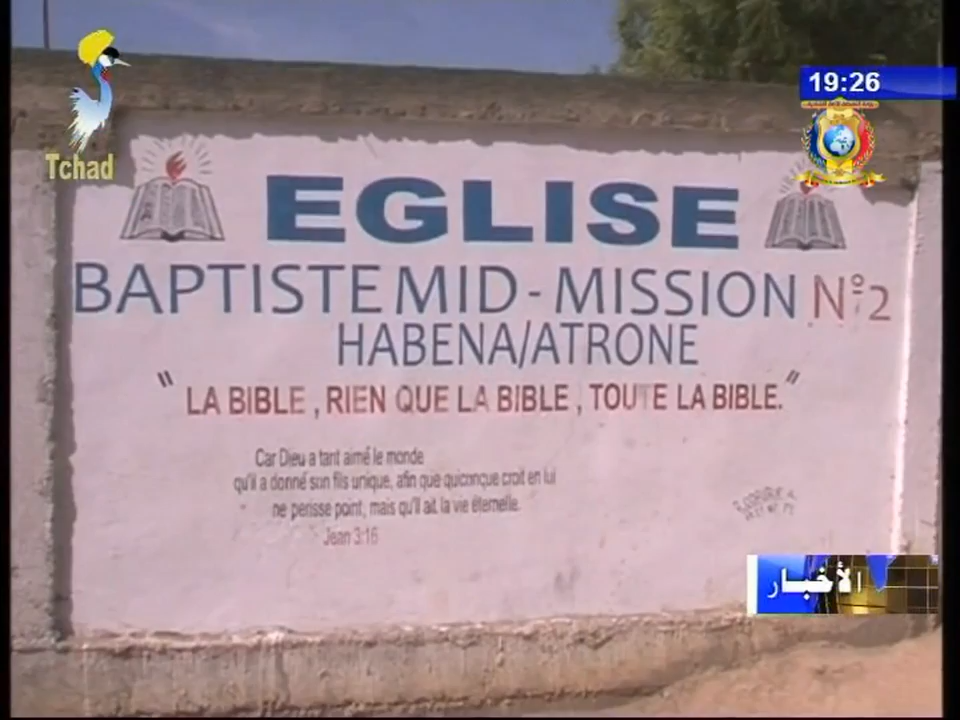 Tchad
19:26
EGLISE
BAPTISTE MID - MISSION N°2
HABENA/ATRONE
" LA BIBLE , RIEN QUE LA BIBLE , TOUTE LA BIBLE. "
Car Dieu a tant aimé le monde
qu'il a donné son fils unique, afin que quiconque croit en lui
ne perisse point, mais qu'il ait la vie éternelle.
Jean 3:16
الأخبار